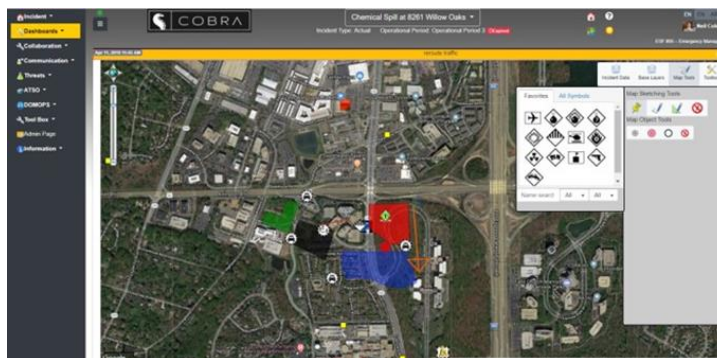 Incident
Dashboards
Collaboration
Communication
Threats
ATSO
DOMOPS
Tool Box
Admin Page
Information
COBRA
Chemical Spill at 8261 Willow Oaks
Incident Type: Actual Operational Period: Operational Period 3
reroute traffic
Incident Data
Base Layers
Map Tools
Map Sketching Tools
Map Object Tools
Favorites
All Symbols
Name search
All
All